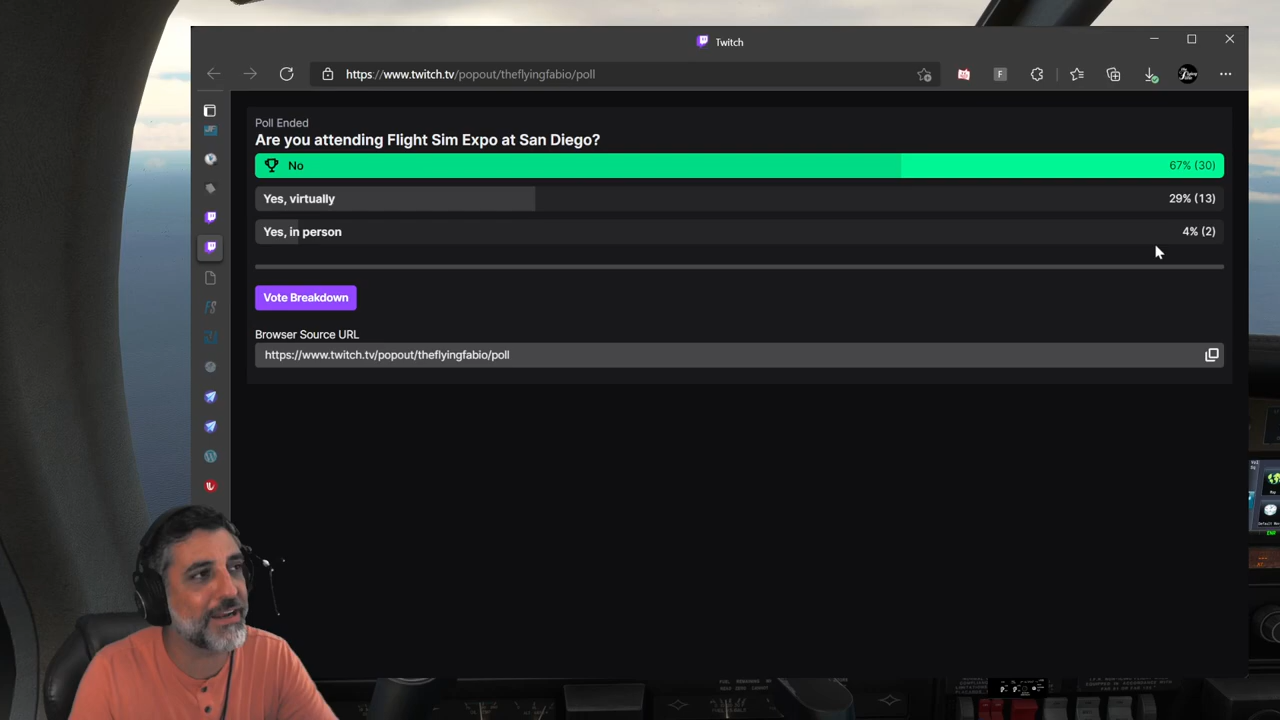 Twitch
https://www.twitch.tv/popout/theflyingfabio/poll
Poll Ended
Are you attending Flight Sim Expo at San Diego?
No 67% (30)
Yes, virtually 29% (13)
Yes, in person 4% (2)
Vote Breakdown
Browser Source URL
https://www.twitch.tv/popout/theflyingfabio/poll